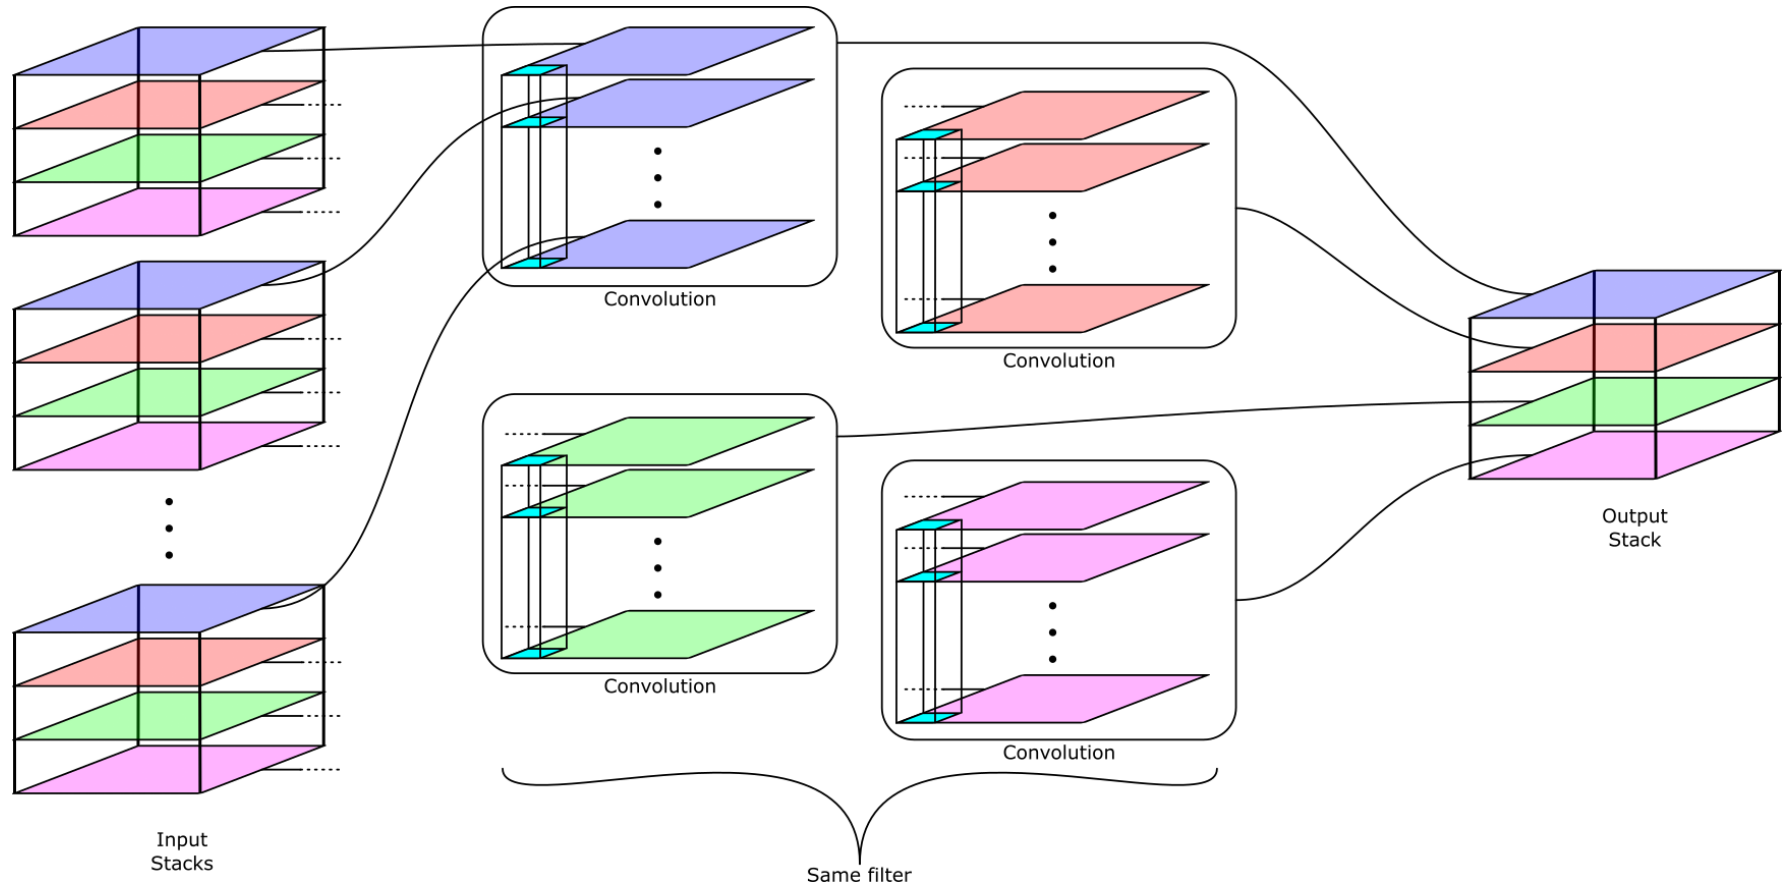 Convolution
Convolution
Convolution
Convolution
Output
Stack
Input
Stacks
Same filter